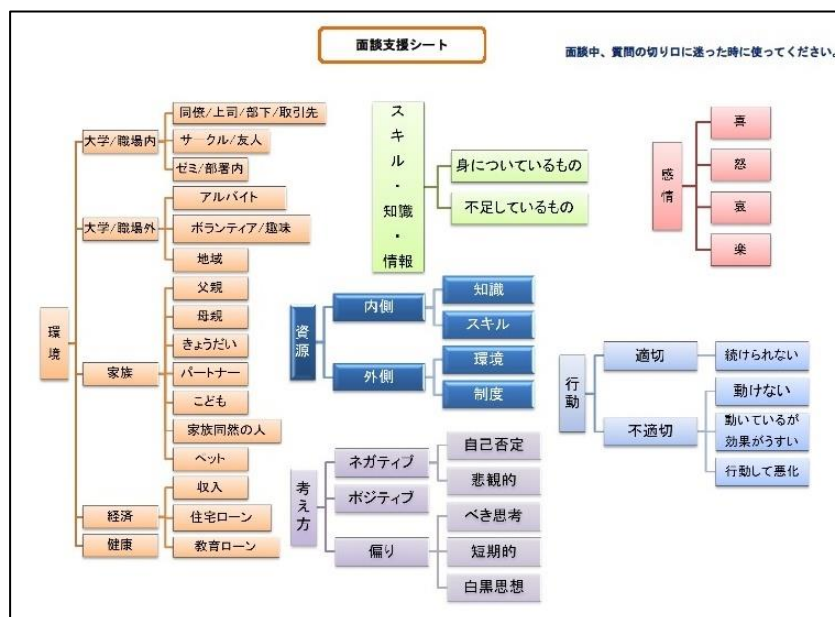 面談支援シート
面談中、質問の切り口に迷った時に使ってください。
環境
大学/職場内
同僚/上司/部下/取引先
サークル/友人
ゼミ/部署内
大学/職場外
アルバイト
ボランティア/趣味
地域
家族
父親
母親
きょうだい
パートナー
こども
家族同然の人
ペット
経済
収入
住宅ローン
教育ローン
健康
スキル・知識・情報
身についているもの
不足しているもの
感情
喜
怒
哀
楽
資源
内側
知識
スキル
外側
環境
制度
行動
適切
続けられない
不適切
動けない
動いているが
効果がうすい
行動して悪化
考え方
ネガティブ
自己否定
悲観的
ポジティブ
偏り
べき思考
短期的
白黒思想